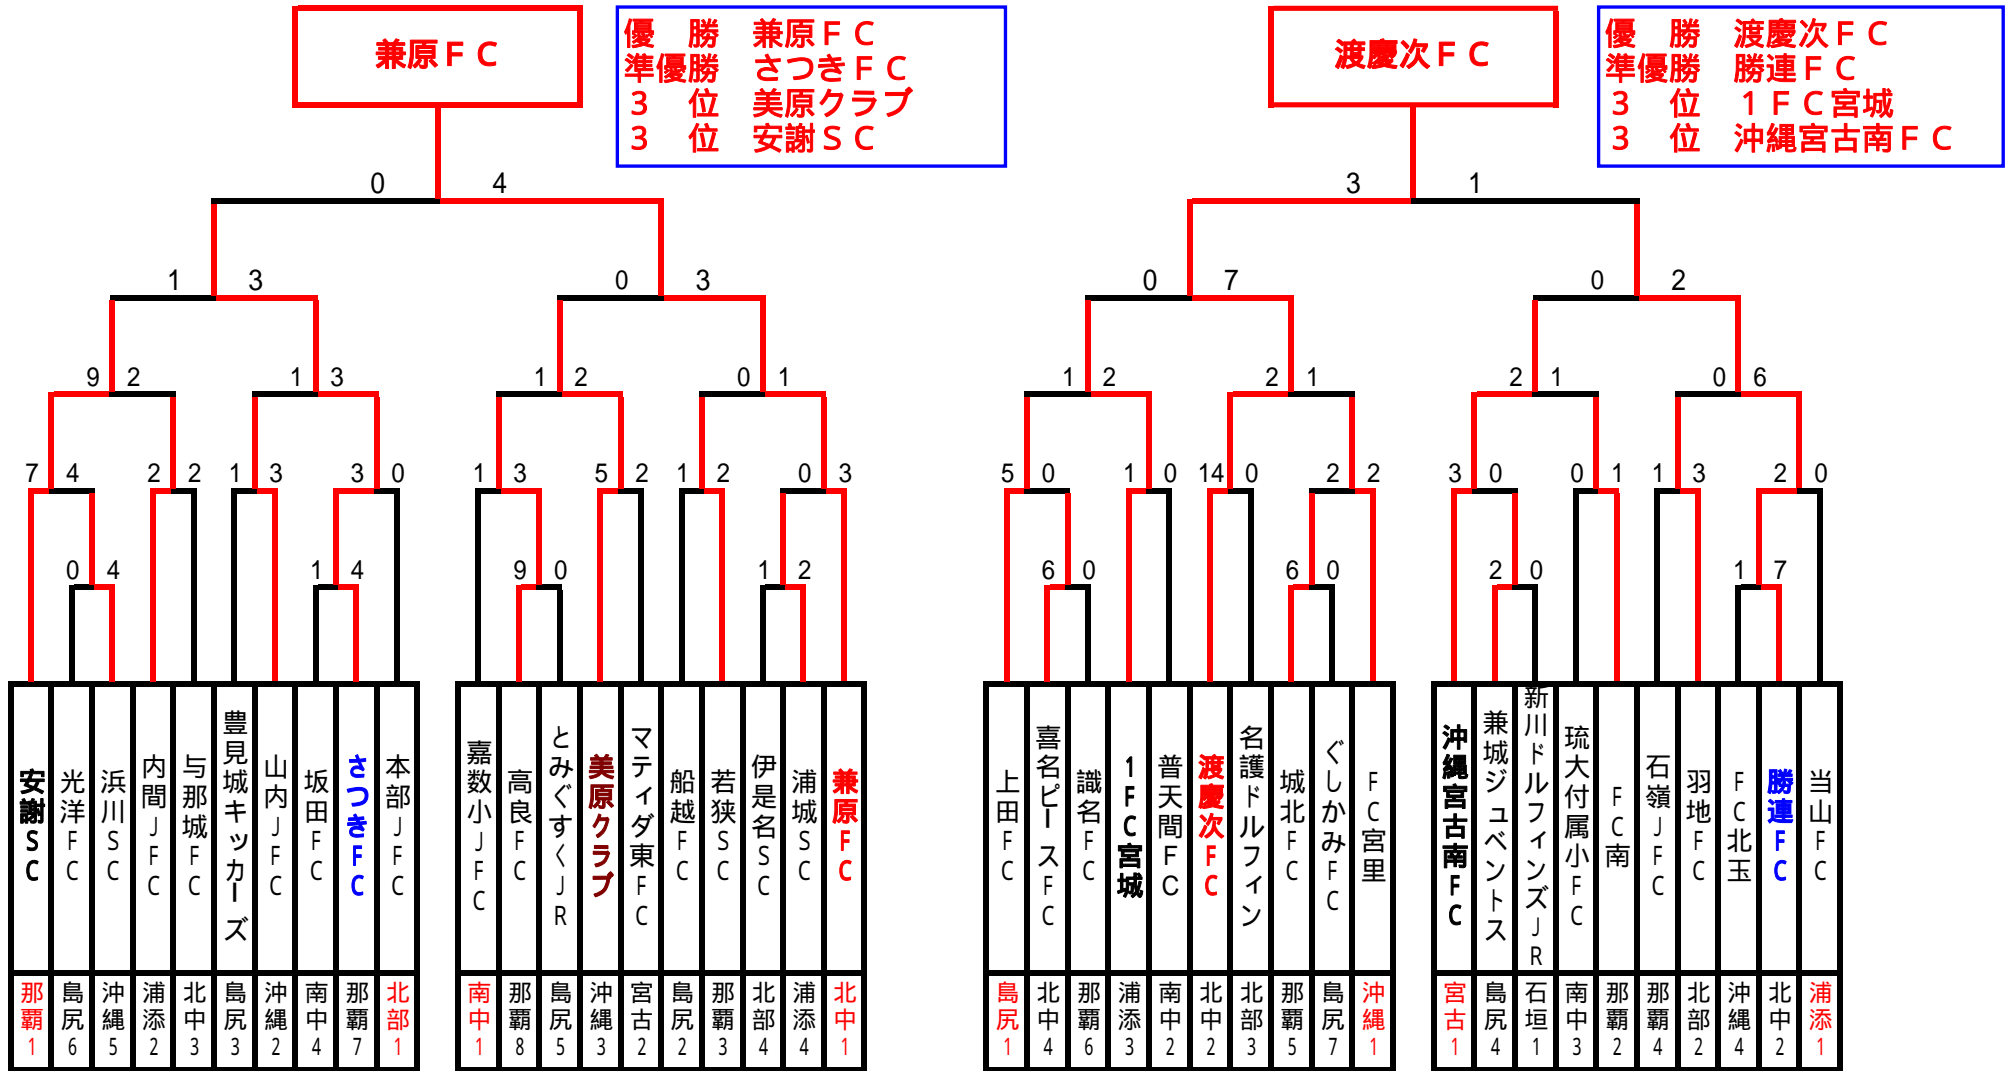 兼原ＦＣ
優　勝　兼原ＦＣ
準優勝　さつきＦＣ
３　位　美原クラブ
３　位　安謝ＳＣ
渡慶次ＦＣ
優　勝　渡慶次ＦＣ
準優勝　勝連ＦＣ
３　位　１ＦＣ宮城
３　位　沖縄宮古南ＦＣ
0 4 3 1
1 3 0 3 0 7 0 2
9 2 1 3 1 2 0 1 1 2 2 1 2 1 0 6
7 4 2 2 1 3 3 0 1 3 5 2 1 2 0 3 5 0 1 0 14 0 2 2 3 0 0 1 1 3 2 0
0 4 1 4 9 0 1 2 6 0 6 0 2 0 1 7
安謝SC
光洋FC
浜川SC
内間JFC
与那城FC
豊見城キッカーズ
山内JFC
坂田FC
さつきFC
本部JFC
嘉数小JFC
高良FC
とみぐすくJR
美原クラブ
マティダ東FC
船越FC
若狭SC
伊是名SC
浦城SC
兼原FC
上田FC
喜名ピースFC
識名FC
1FC宮城
普天間FC
渡慶次FC
名護ドルフィン
城北FC
ぐしかみFC
FC宮里
沖縄宮古南FC
兼城ジュベントス
新川ドルフィンズJR
琉大付属小FC
FC南
石嶺JFC
羽地FC
FC北玉
勝連FC
当山FC
那覇1
島尻6
沖縄5
浦添2
北中3
島尻3
沖縄2
南中4
那覇7
北部1
南中1
那覇8
島尻5
沖縄3
宮古2
島尻2
那覇3
北部4
浦添4
北中1
島尻1
北中4
那覇6
浦添3
南中2
北中2
北部3
那覇5
島尻7
沖縄1
宮古1
島尻4
石垣1
南中3
那覇2
那覇4
北部2
沖縄4
北中2
浦添1